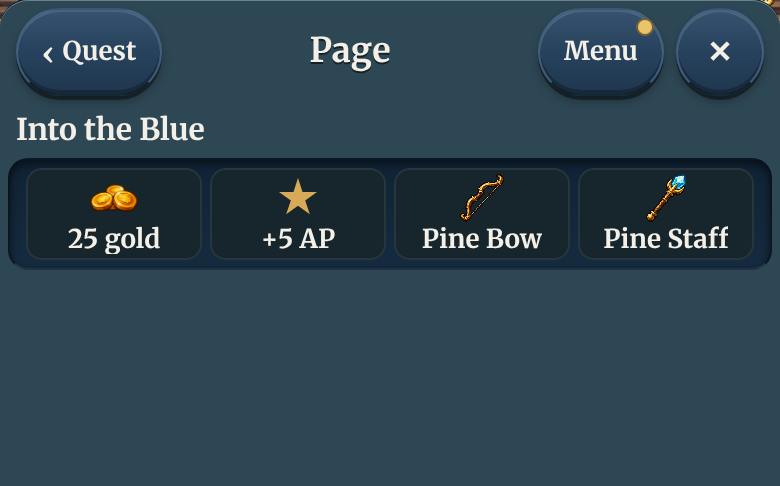 ‹ Quest
Page
Menu
×
Into the Blue
25 gold
+5 AP
Pine Bow
Pine Staff